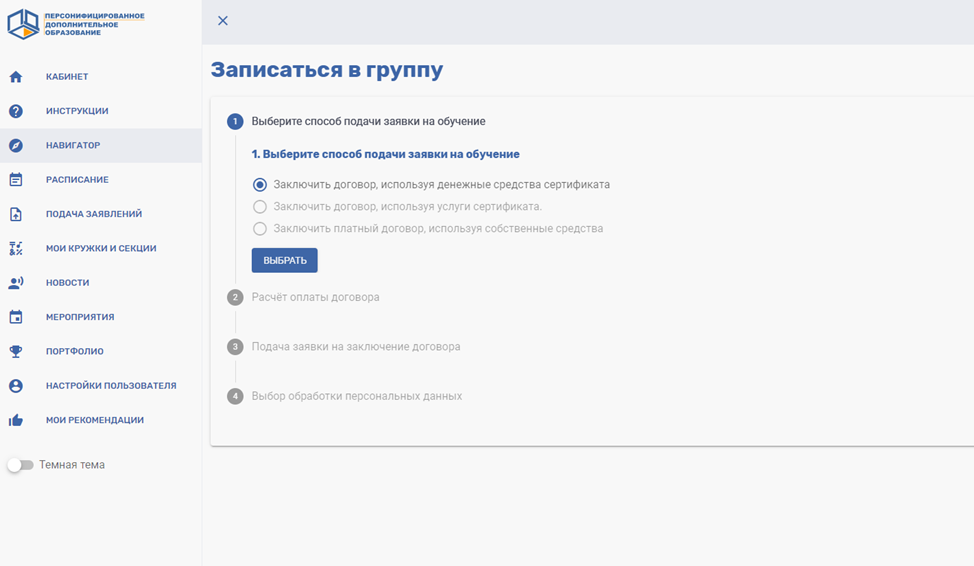 ПЕРСОНИФИЦИРОВАННОЕ
ДОПОЛНИТЕЛЬНОЕ
ОБРАЗОВАНИЕ
КАБИНЕТ
ИНСТРУКЦИИ
НАВИГАТОР
РАСПИСАНИЕ
ПОДАЧА ЗАЯВЛЕНИЙ
МОИ КРУЖКИ И СЕКЦИИ
НОВОСТИ
МЕРОПРИЯТИЯ
ПОРТФОЛИО
НАСТРОЙКИ ПОЛЬЗОВАТЕЛЯ
МОИ РЕКОМЕНДАЦИИ
Темная тема
Записаться в группу
1 Выберите способ подачи заявки на обучение
1. Выберите способ подачи заявки на обучение
Заключить договор, используя денежные средства сертификата
Заключить договор, используя услуги сертификата.
Заключить платный договор, используя собственные средства
ВЫБРАТЬ
2 Расчёт оплаты договора
3 Подача заявки на заключение договора
4 Выбор обработки персональных данных